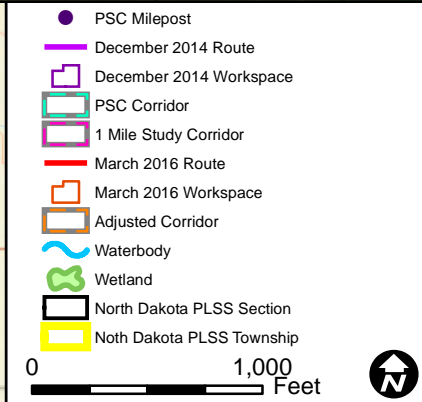 PSC Milepost
December 2014 Route
December 2014 Workspace
PSC Corridor
1 Mile Study Corridor
March 2016 Route
March 2016 Workspace
Adjusted Corridor
Waterbody
Wetland
North Dakota PLSS Section
Noth Dakota PLSS Township
0 1,000
Feet
N